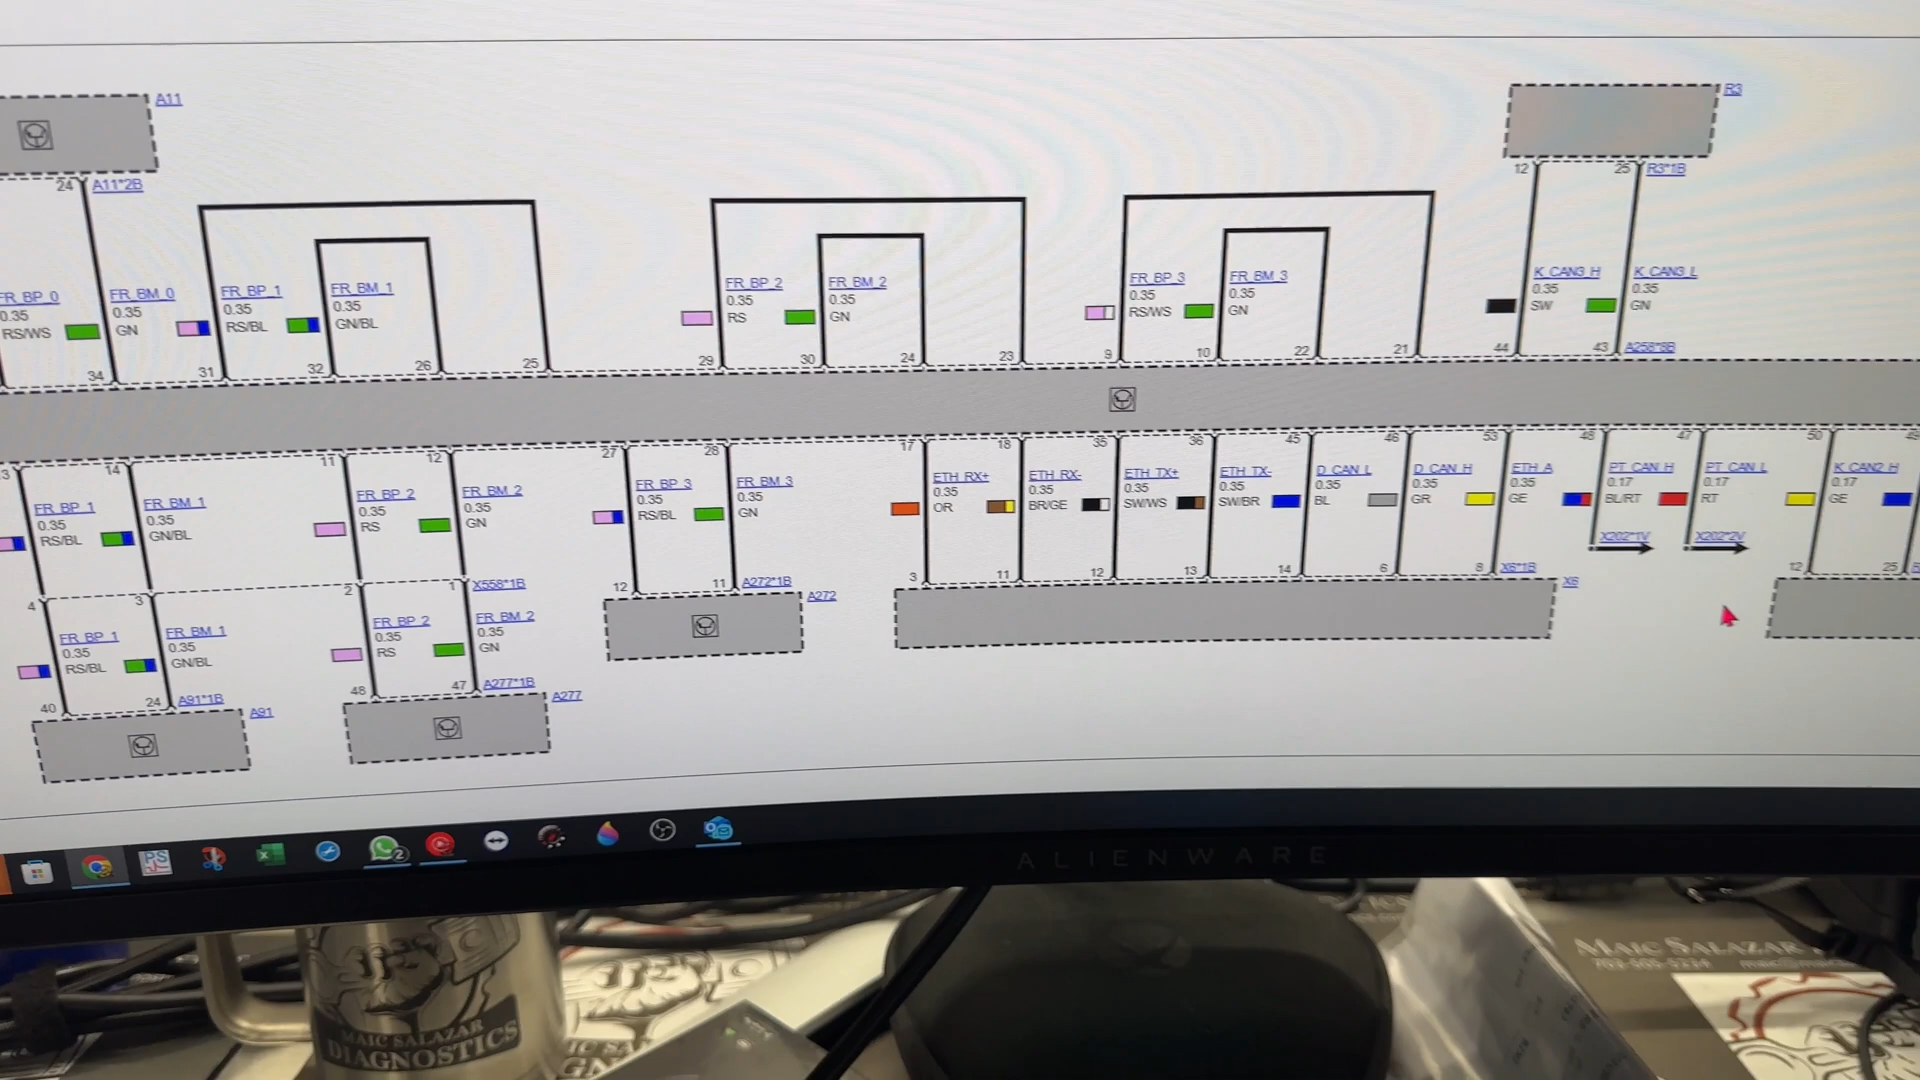 A11
R3
24
A11*2B
12
25
R3*1B
FR_BP_0
0.35
RS/WS
FR_BM_0
0.35
GN
FR_BP_1
0.35
RS/BL
FR_BM_1
0.35
GN/BL
FR_BP_2
0.35
RS
FR_BM_2
0.35
GN
FR_BP_3
0.35
RS/WS
FR_BM_3
0.35
GN
K_CAN3_H
0.35
SW
K_CAN3_L
0.35
GN
34
31
32
26
25
29
30
24
23
9
10
22
21
44
43
A258*8B
14
11
12
27
28
17
18
35
36
45
46
53
48
47
50
FR_BP_1
0.35
RS/BL
FR_BM_1
0.35
GN/BL
FR_BP_2
0.35
RS
FR_BM_2
0.35
GN
FR_BP_3
0.35
RS/BL
FR_BM_3
0.35
GN
ETH_RX+
0.35
OR
ETH_RX-
0.35
BR/GE
ETH_TX+
0.35
SW/WS
ETH_TX-
0.35
SW/BR
D_CAN_L
0.35
BL
D_CAN_H
0.35
GR
ETH_A
0.35
GE
PT_CAN_H
0.17
BL/RT
PT_CAN_L
0.17
RT
K_CAN2_H
0.17
GE
X202*1V
X202*2V
4
3
2
1
X558*1B
12
11
A272*1B
A272
3
11
12
13
14
6
8
X6*1B
X6
12
25
FR_BP_1
0.35
RS/BL
FR_BM_1
0.35
GN/BL
FR_BP_2
0.35
RS
FR_BM_2
0.35
GN
40
24
A91*1B
A91
48
47
A277*1B
A277
PS
2
ALIENWARE
MAIC SALAZAR
DIAGNOSTICS
MAIC SALAZAR